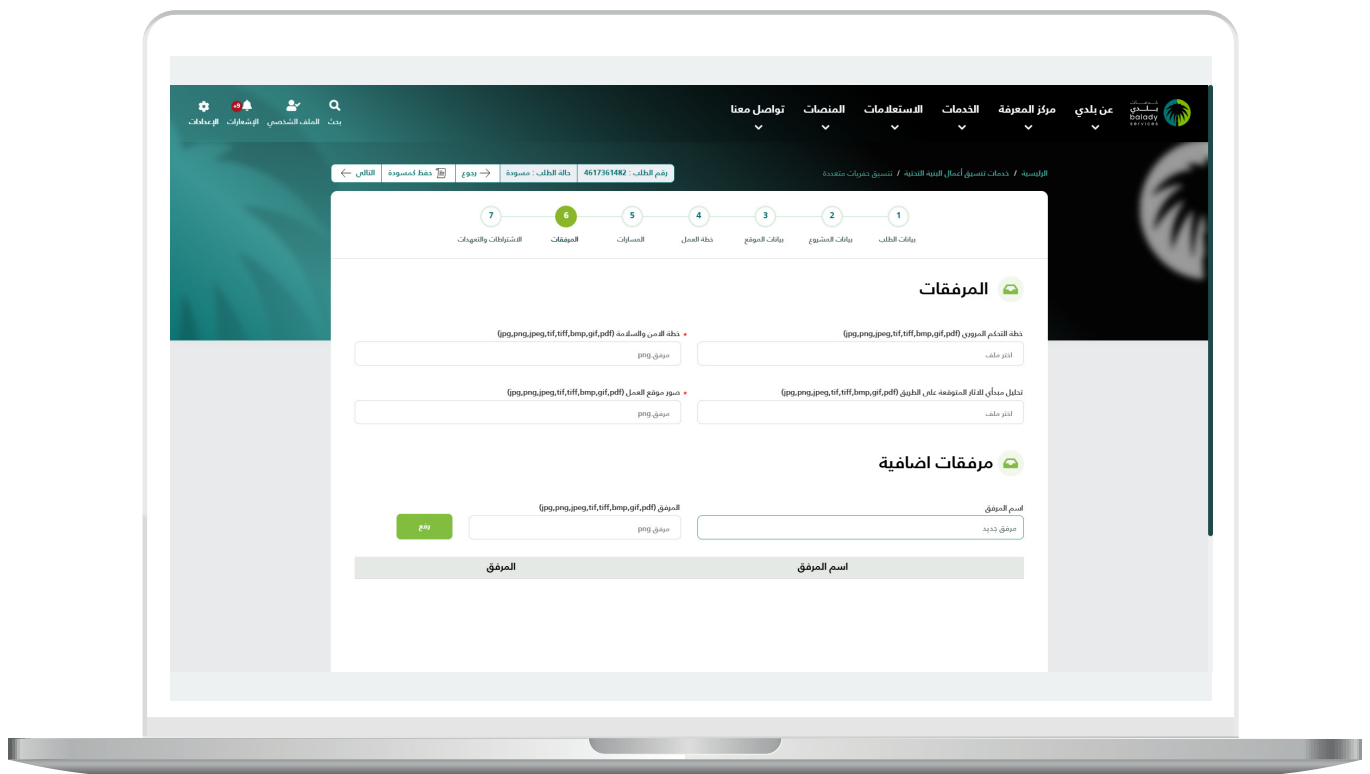 خدمات
بلدي
balady
services
عن بلدي
مركز المعرفة
الخدمات
الاستعلامات
المنصات
تواصل معنا
بحث
الملف الشخصي
+9
الإشعارات
الإعدادات
الرئيسية / خدمات تنسيق أعمال البنية التحتية / تنسيق حفريات متعددة
رقم الطلب : 4617361482
حالة الطلب : مسودة
رجوع
حفظ كمسودة
التالي
1
2
3
4
5
6
7
بيانات الطلب
بيانات المشروع
بيانات الموقع
خطة العمل
المسارات
المرفقات
الاشتراطات والتعهدات
المرفقات
خطة التحكم المروري (jpg,png,jpeg,tif,tiff,bmp,gif,pdf)
* خطة الامن والسلامة (jpg,png,jpeg,tif,tiff,bmp,gif,pdf)
اختر ملف
مرفق.png
تحليل مبدأي للاثار المتوقعة على الطريق (jpg,png,jpeg,tif,tiff,bmp,gif,pdf)
* صور موقع العمل (jpg,png,jpeg,tif,tiff,bmp,gif,pdf)
اختر ملف
مرفق.png
مرفقات اضافية
اسم المرفق
المرفق (jpg,png,jpeg,tif,tiff,bmp,gif,pdf)
مرفق جديد
مرفق.png
رفع
اسم المرفق
المرفق